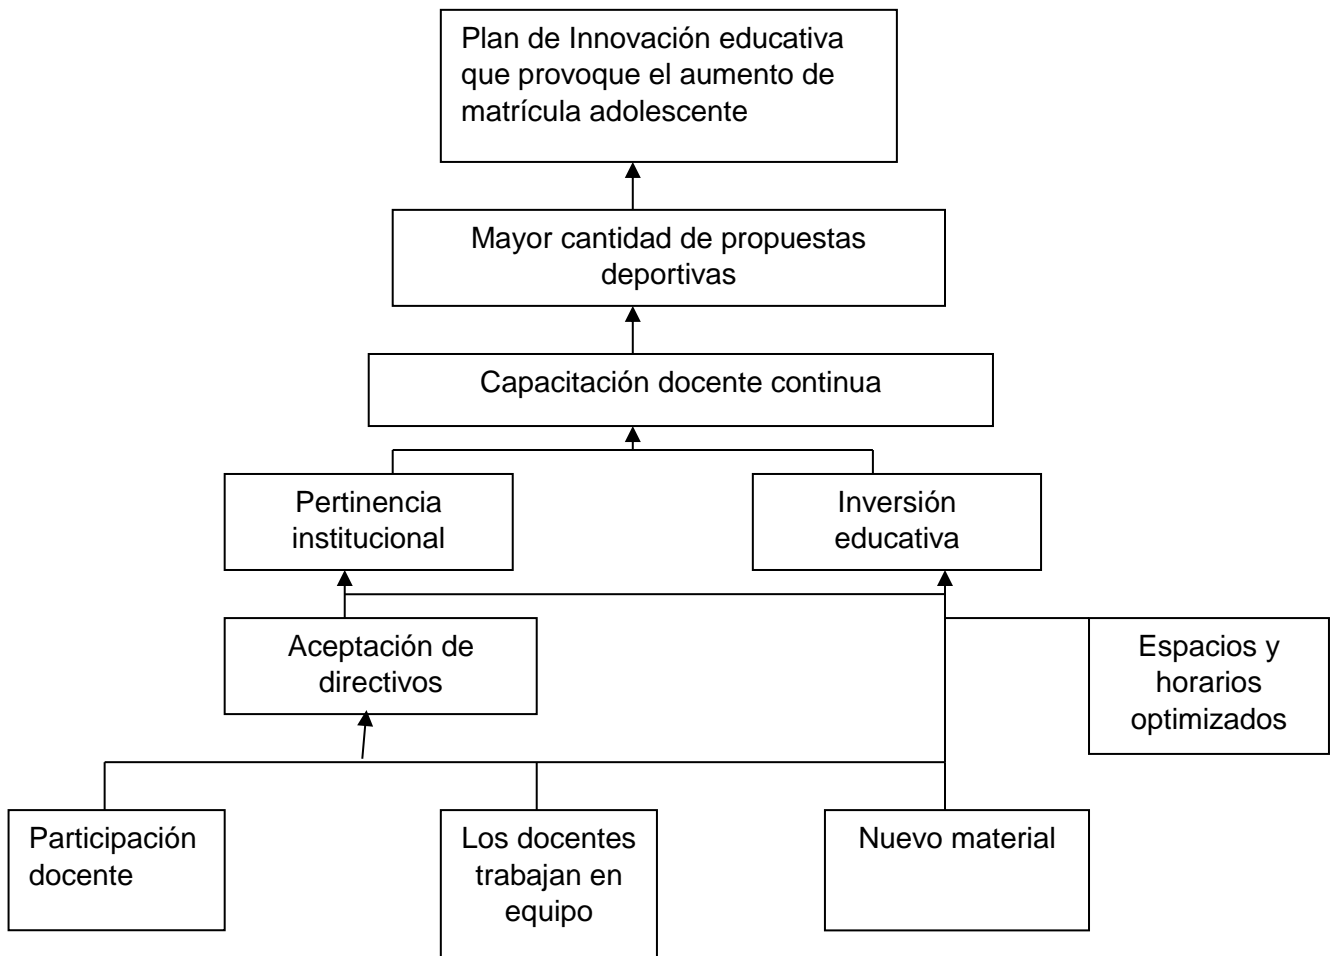 Plan de Innovación educativa
que provoque el aumento de
matrícula adolescente
Mayor cantidad de propuestas
deportivas
Capacitación docente continua
Pertinencia
institucional
Inversión
educativa
Aceptación de
directivos
Espacios y
horarios
optimizados
Participación
docente
Los docentes
trabajan en
equipo
Nuevo material